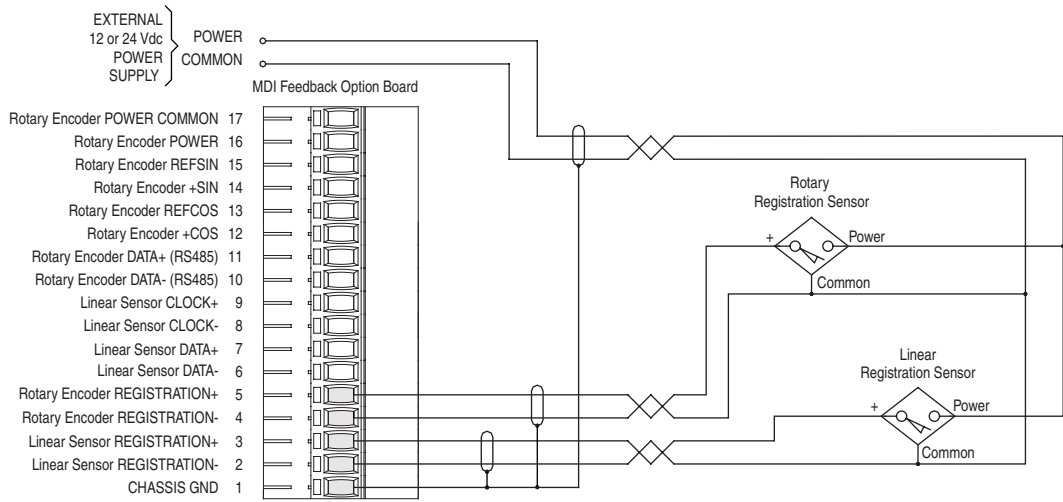 EXTERNAL
12 or 24 Vdc
POWER
SUPPLY
POWER
COMMON
MDI Feedback Option Board
Rotary Encoder POWER COMMON 17
Rotary Encoder POWER 16
Rotary Encoder REFSIN 15
Rotary Encoder +SIN 14
Rotary Encoder REFCOS 13
Rotary Encoder +COS 12
Rotary Encoder DATA+ (RS485) 11
Rotary Encoder DATA- (RS485) 10
Linear Sensor CLOCK+ 9
Linear Sensor CLOCK- 8
Linear Sensor DATA+ 7
Linear Sensor DATA- 6
Rotary Encoder REGISTRATION+ 5
Rotary Encoder REGISTRATION- 4
Linear Sensor REGISTRATION+ 3
Linear Sensor REGISTRATION- 2
CHASSIS GND 1
Rotary
Registration Sensor
+
Power
Common
Linear
Registration Sensor
+
Power
Common